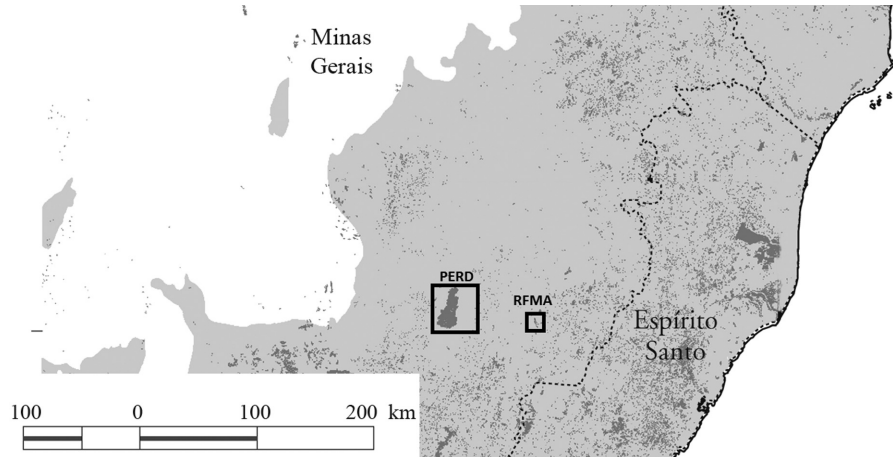 Minas
Gerais
PERD
RFMA
Espírito
Santo
100 0 100 200 km